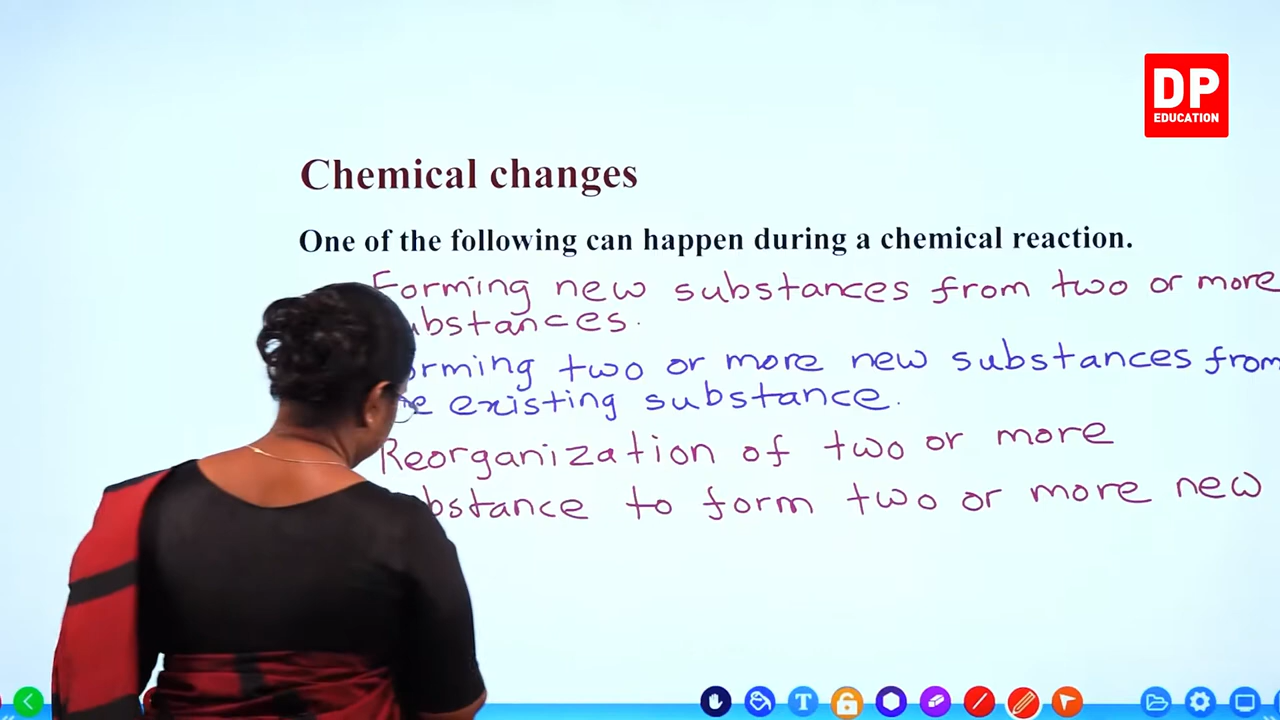 DP
EDUCATION
Chemical changes
One of the following can happen during a chemical reaction.
Forming new substances from two or more
ubstances.
orming two or more new substances from
existing substance.
Reorganization of two or more
bstance to form two or more new